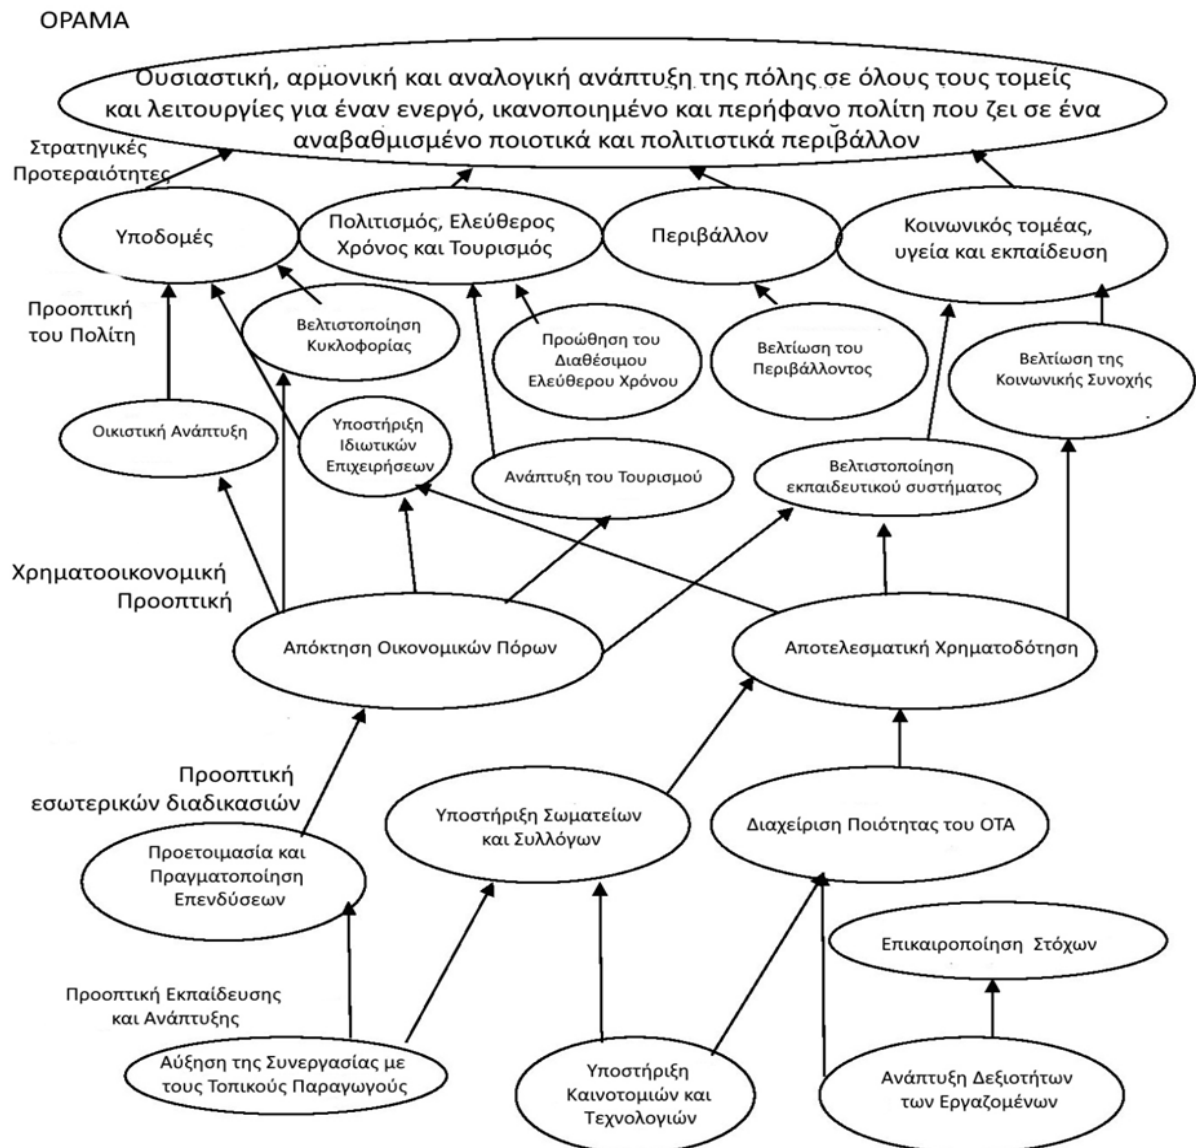 ΟΡΑΜΑ
Ουσιαστική, αρμονική και αναλογική ανάπτυξη της πόλης σε όλους τους τομείς
και λειτουργίες για έναν ενεργό, ικανοποιημένο και περήφανο πολίτη που ζει σε ένα
αναβαθμισμένο ποιοτικά και πολιτιστικά περιβάλλον
Στρατηγικές
Προτεραιότητες
Υποδομές
Πολιτισμός, Ελεύθερος
Χρόνος και Τουρισμός
Περιβάλλον
Κοινωνικός τομέας,
υγεία και εκπαίδευση
Προοπτική
του Πολίτη
Βελτιστοποίηση
Κυκλοφορίας
Προώθηση του
Διαθέσιμου
Ελεύθερου Χρόνου
Βελτίωση του
Περιβάλλοντος
Βελτίωση της
Κοινωνικής Συνοχής
Οικιστική Ανάπτυξη
Υποστήριξη
Ιδιωτικών
Επιχειρήσεων
Ανάπτυξη του Τουρισμού
Βελτιστοποίηση
εκπαιδευτικού συστήματος
Χρηματοοικονομική
Προοπτική
Απόκτηση Οικονομικών Πόρων
Αποτελεσματική Χρηματοδότηση
Προοπτική
εσωτερικών διαδικασιών
Προετοιμασία και
Πραγματοποίηση
Επενδύσεων
Υποστήριξη Σωματείων
και Συλλόγων
Διαχείριση Ποιότητας του ΟΤΑ
Επικαιροποίηση Στόχων
Προοπτική Εκπαίδευσης
και Ανάπτυξης
Αύξηση της Συνεργασίας με
τους Τοπικούς Παραγωγούς
Υποστήριξη
Καινοτομιών και
Τεχνολογιών
Ανάπτυξη Δεξιοτήτων
των Εργαζομένων